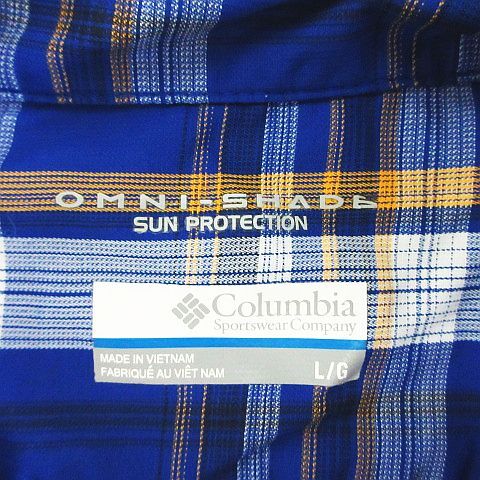 OMNI-SHADE
SUN PROTECTION
Columbia
Sportswear Company
MADE IN VIETNAM
FABRIQUÉ AU VIÊT NAM
L/G